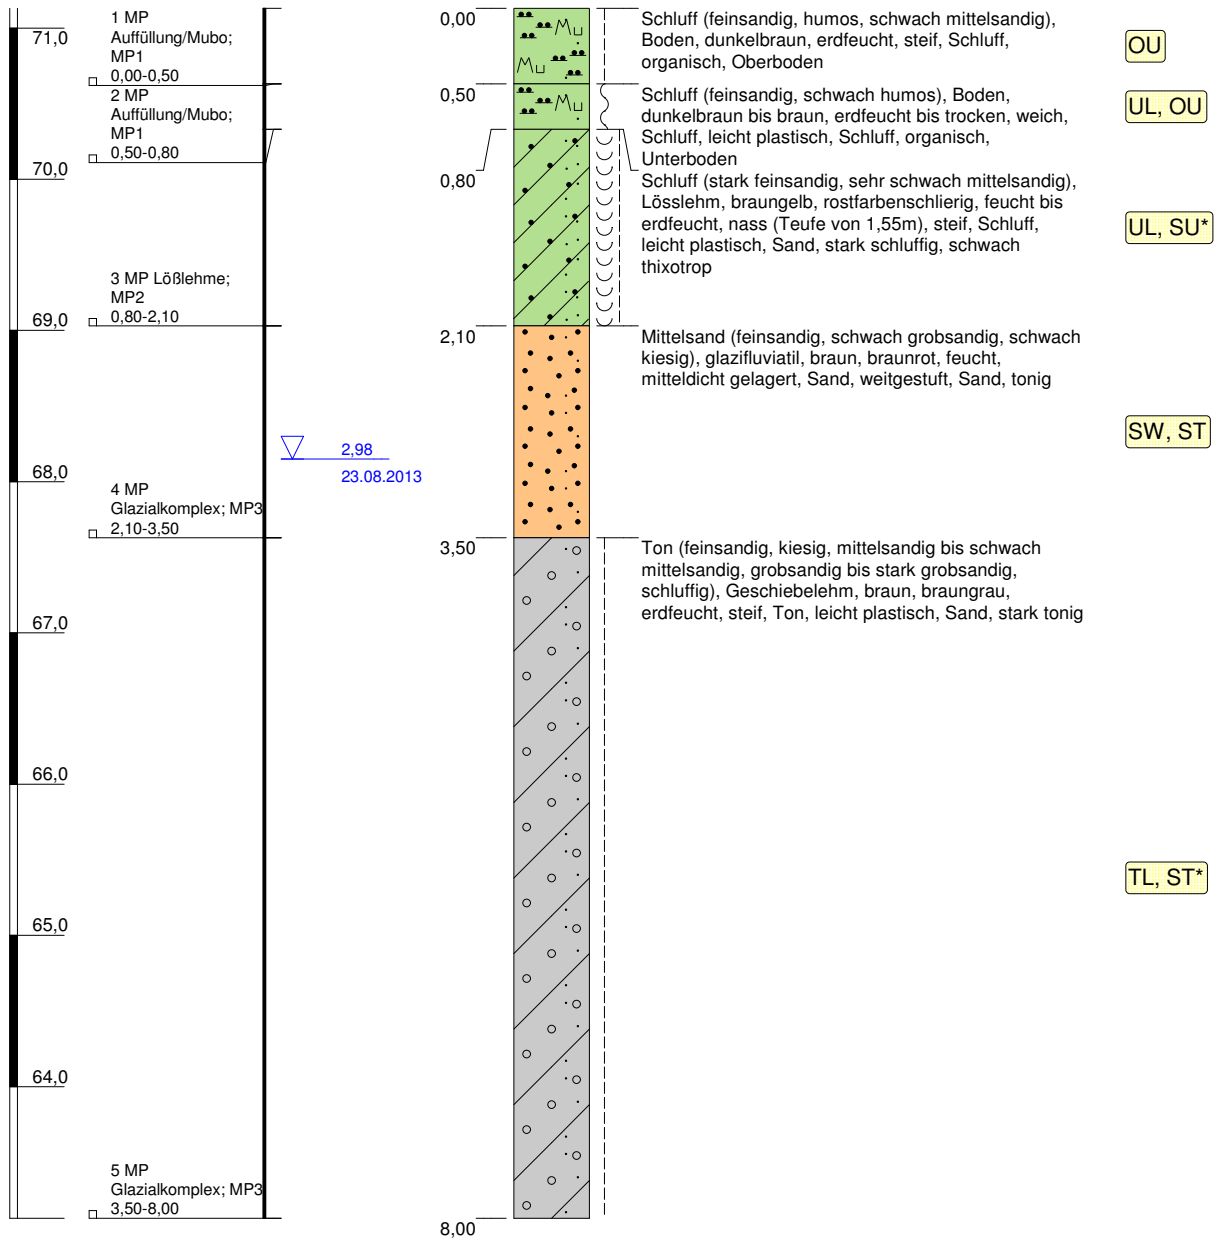 71,0
70,0
69,0
68,0
67,0
66,0
65,0
64,0
1 MP
Auffüllung/Mubo;
MP1
0,00-0,50
2 MP
Auffüllung/Mubo;
MP1
0,50-0,80
3 MP Lößlehme;
MP2
0,80-2,10
4 MP
Glazialkomplex; MP3
2,10-3,50
5 MP
Glazialkomplex; MP3
3,50-8,00
2,98
23.08.2013
0,00
Schluff (feinsandig, humos, schwach mittelsandig),
Boden, dunkelbraun, erdfeucht, steif, Schluff,
organisch, Oberboden
OU
0,50
Schluff (feinsandig, schwach humos), Boden,
dunkelbraun bis braun, erdfeucht bis trocken, weich,
Schluff, leicht plastisch, Schluff, organisch,
Unterboden
UL, OU
0,80
Schluff (stark feinsandig, sehr schwach mittelsandig),
Lösslehm, braungelb, rostfarbenschlierig, feucht bis
erdfeucht, nass (Teufe von 1,55m), steif, Schluff,
leicht plastisch, Sand, stark schluffig, schwach
thixotrop
UL, SU*
2,10
Mittelsand (feinsandig, schwach grobsandig, schwach
kiesig), glazifluviatil, braun, braunrot, feucht,
mitteldicht gelagert, Sand, weitgestuft, Sand, tonig
SW, ST
3,50
Ton (feinsandig, kiesig, mittelsandig bis schwach
mittelsandig, grobsandig bis stark grobsandig,
schluffig), Geschiebelehm, braun, braungrau,
erdfeucht, steif, Ton, leicht plastisch, Sand, stark tonig
TL, ST*
8,00